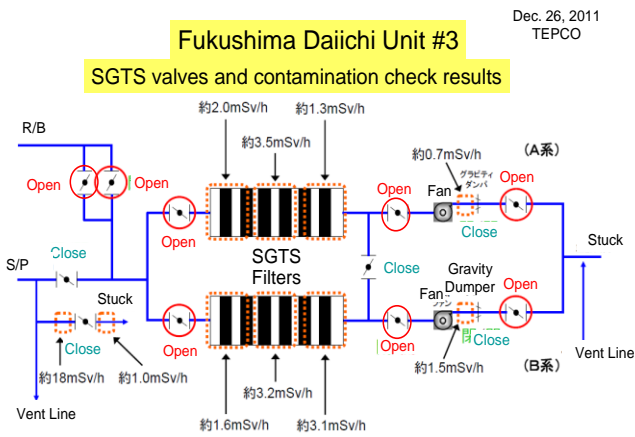 Dec. 26, 2011
TEPCO
Fukushima Daiichi Unit #3
SGTS valves and contamination check results
約2.0mSv/h
約1.3mSv/h
R/B
約3.5mSv/h
約0.7mSv/h
(A系)
グラビティ
ダンパ
Open
Open
Fan
Open
Open
Open
Close
Close
S/P
SGTS
Filters
Close
Stuck
Stuck
Gravity
Dumper
Fan
ファン
Open
Close
Open
Open
Close
約18mSv/h
約1.0mSv/h
約3.2mSv/h
約1.5mSv/h
(B系)
Vent Line
Vent Line
約1.6mSv/h
約3.1mSv/h